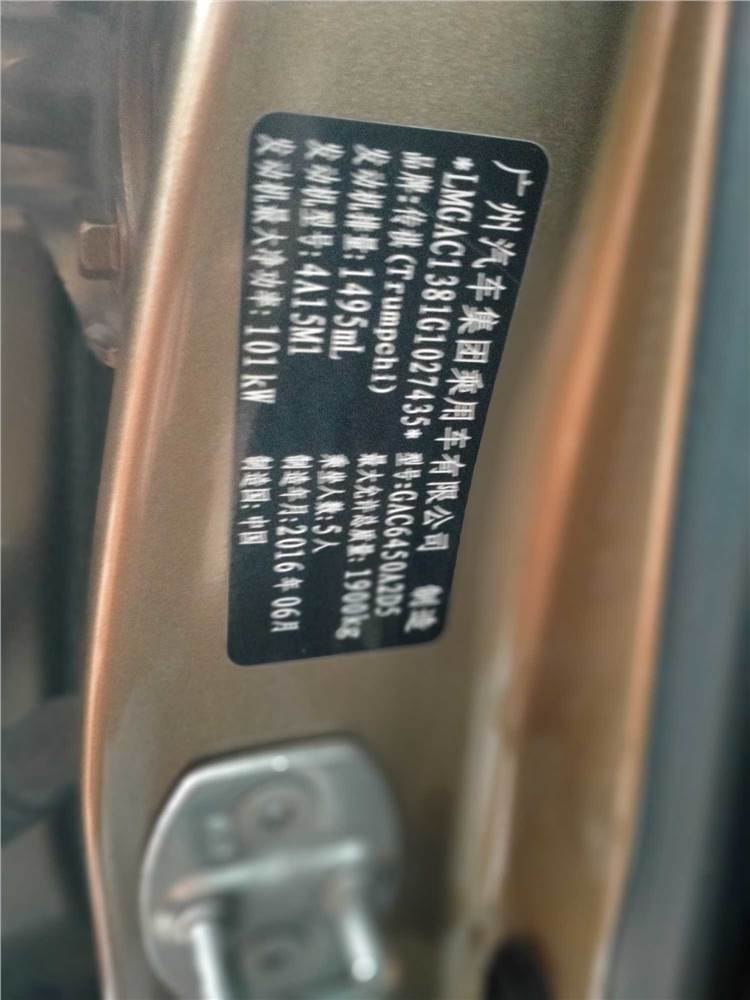 广州汽车集团乘用车有限公司 制造
*LMGAC1381G1027435*
品牌:传祺(Trumpchi) 型号:GAC6450A2D5
发动机排量:1495mL 最大允许总质量:1900kg
发动机型号:4A15M1 乘坐人数:5人
发动机最大净功率:101kW 制造年月:2016年06月
制造国:中国